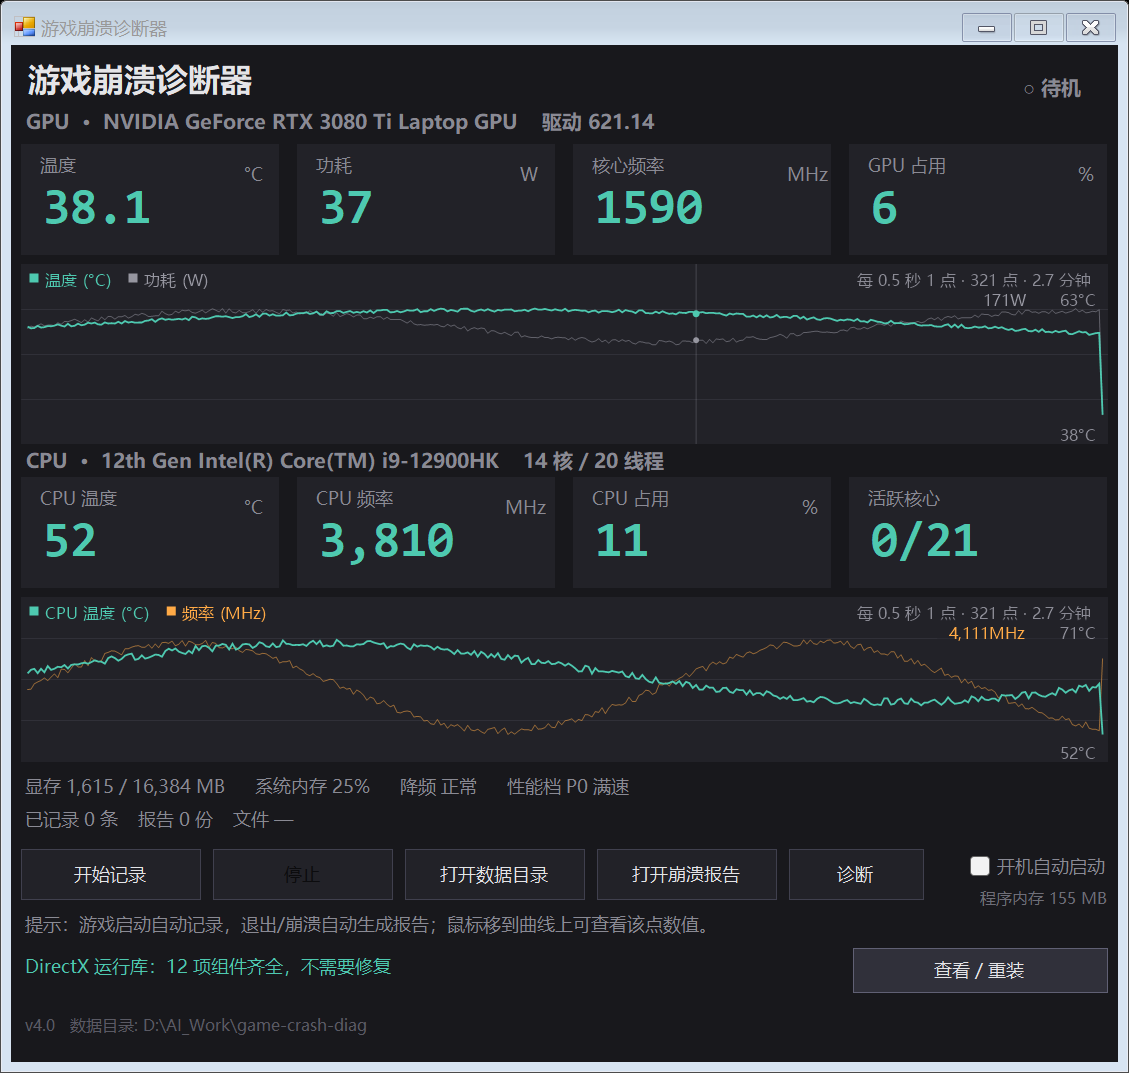 游戏崩溃诊断器
游戏崩溃诊断器
○ 待机
GPU • NVIDIA GeForce RTX 3080 Ti Laptop GPU 驱动 621.14
温度 °C
38.1
功耗 W
37
核心频率 MHz
1590
GPU 占用 %
6
温度 (°C) 功耗 (W) 每 0.5 秒 1 点 · 321 点 · 2.7 分钟
171W 63°C
38°C
CPU • 12th Gen Intel(R) Core(TM) i9-12900HK 14 核 / 20 线程
CPU 温度 °C
52
CPU 频率 MHz
3,810
CPU 占用 %
11
活跃核心
0/21
CPU 温度 (°C) 频率 (MHz) 每 0.5 秒 1 点 · 321 点 · 2.7 分钟
4,111MHz 71°C
52°C
显存 1,615 / 16,384 MB 系统内存 25% 降频 正常 性能档 P0 满速
已记录 0 条 报告 0 份 文件 —
开始记录 停止 打开数据目录 打开崩溃报告 诊断 开机自动启动
程序内存 155 MB
提示：游戏启动自动记录，退出/崩溃自动生成报告；鼠标移到曲线上可查看该点数值。
DirectX 运行库：12 项组件齐全，不需要修复
查看 / 重装
v4.0 数据目录: D:\AI_Work\game-crash-diag